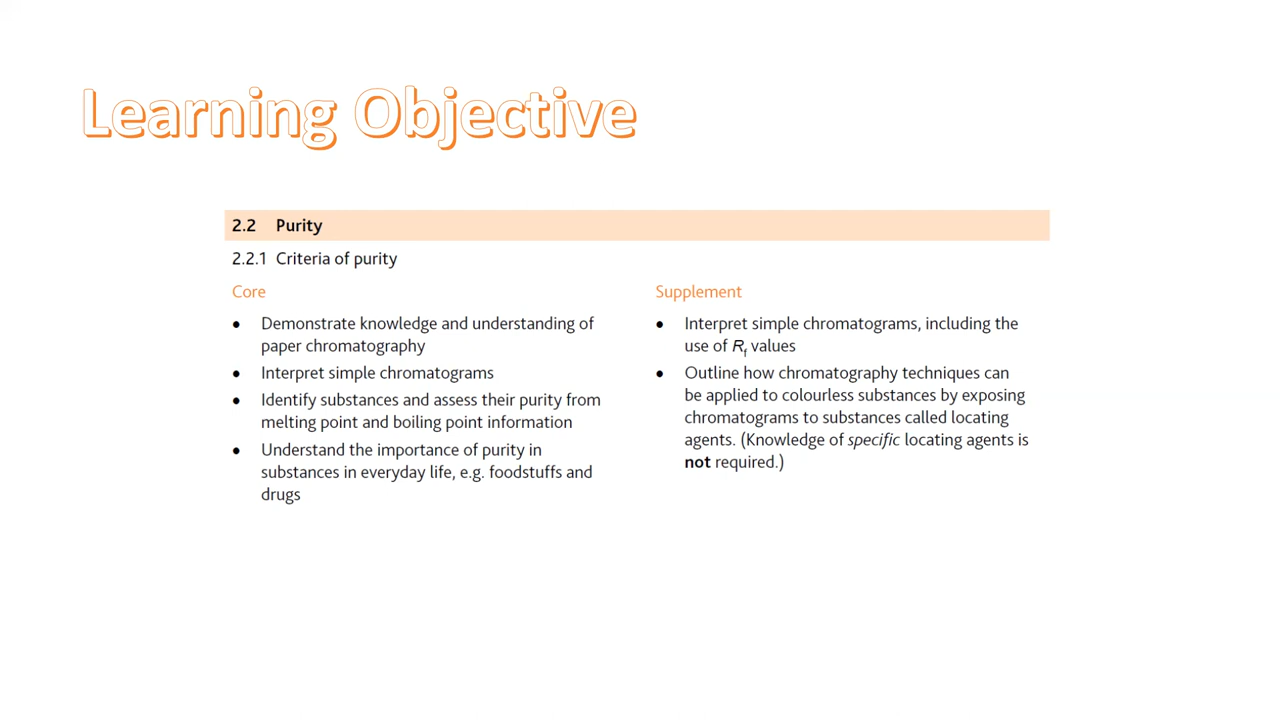 Learning Objective
2.2 Purity
2.2.1 Criteria of purity
Core
● Demonstrate knowledge and understanding of
paper chromatography
● Interpret simple chromatograms
● Identify substances and assess their purity from
melting point and boiling point information
● Understand the importance of purity in
substances in everyday life, e.g. foodstuffs and
drugs
Supplement
● Interpret simple chromatograms, including the
use of Rf values
● Outline how chromatography techniques can
be applied to colourless substances by exposing
chromatograms to substances called locating
agents. (Knowledge of specific locating agents is
not required.)